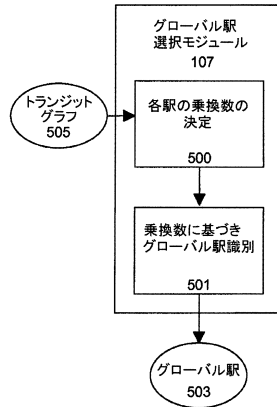 グローバル駅
選択モジュール
107
トランジット
グラフ
505
各駅の乗換数の
決定
500
乗換数に基づき
グローバル駅識別
501
グローバル駅
503